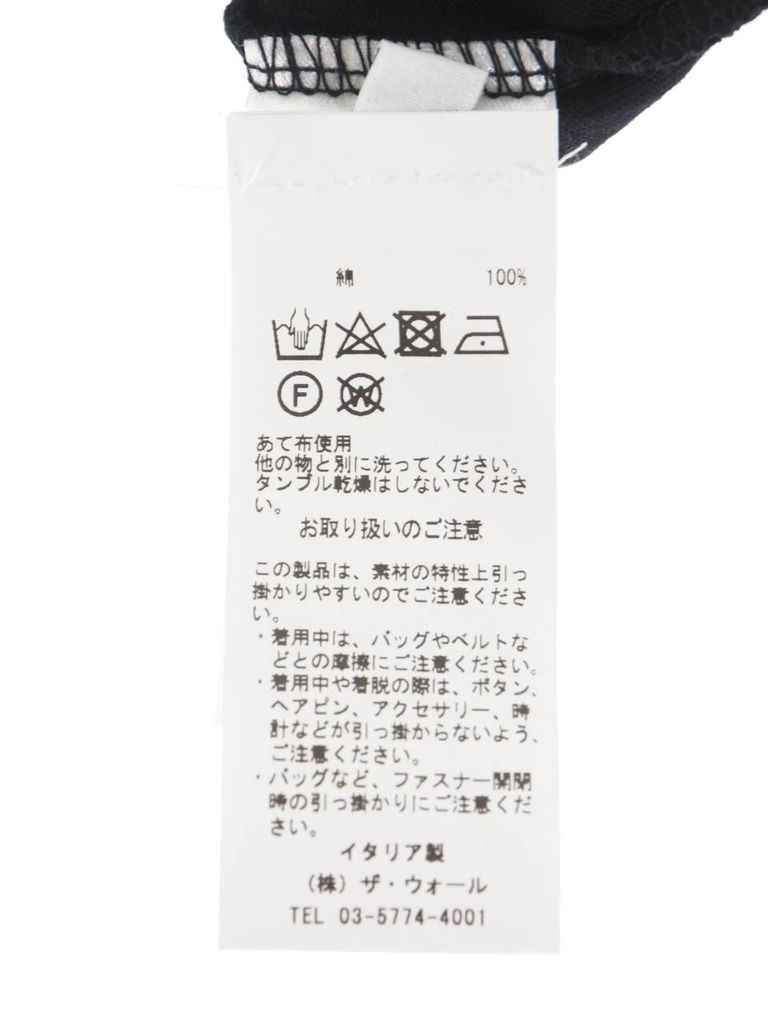 綿 100%
F W
あて布使用
他の物と別に洗ってください。
タンブル乾燥はしないでくださ
い。
お取り扱いのご注意
この製品は、素材の特性上引っ
掛かりやすいのでご注意くださ
い。
・着用中は、バッグやベルトな
どとの摩擦にご注意ください。
・着用中や着脱の際は、ボタン、
ヘアピン、アクセサリー、時
計などが引っ掛からないよう、
ご注意ください。
・バッグなど、ファスナー開閉
時の引っ掛かりにご注意くだ
さい。
イタリア製
（株）ザ・ウォール
TEL 03-5774-4001